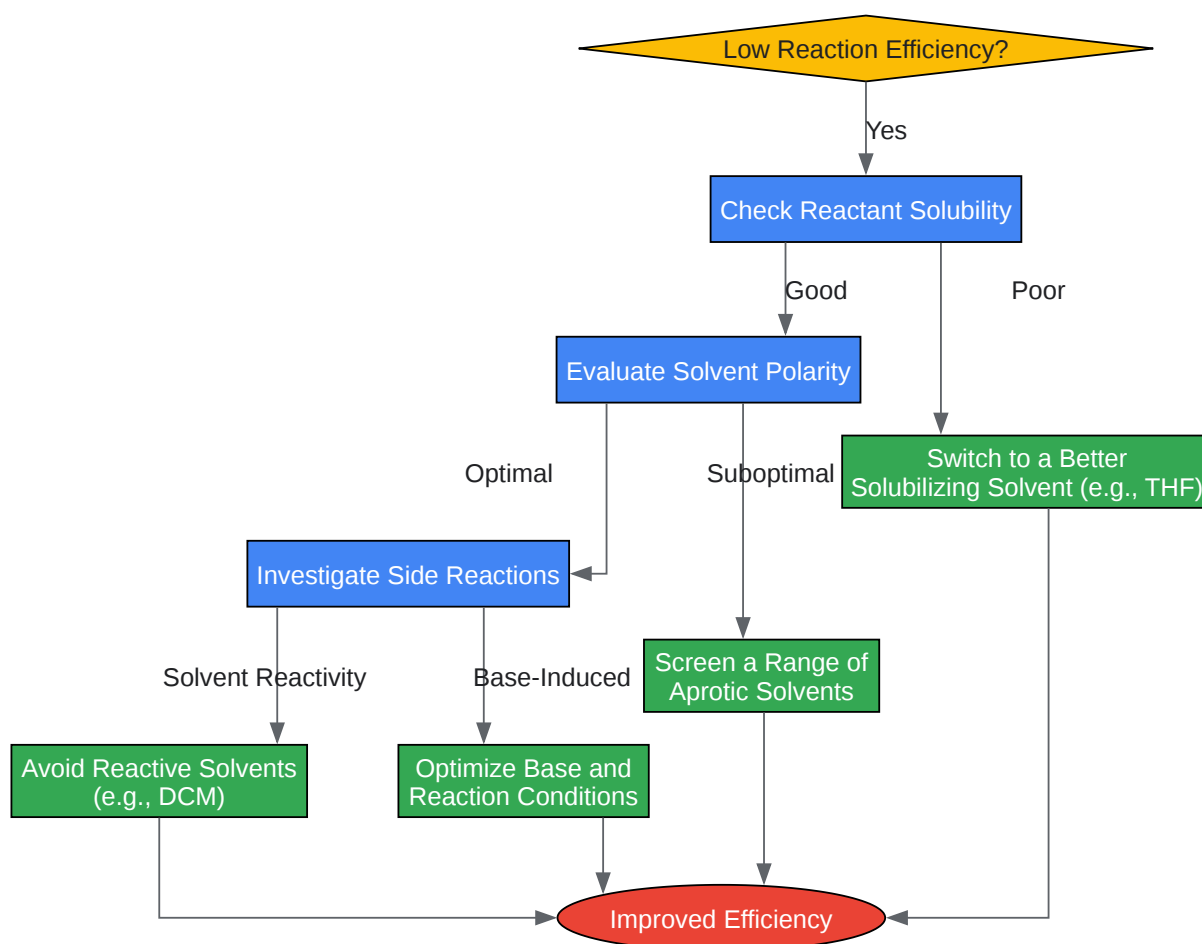 Low Reaction Efficiency?
Yes
Check Reactant Solubility
Good
Poor
Evaluate Solvent Polarity
Optimal
Suboptimal
Switch to a Better
Solubilizing Solvent (e.g., THF)
Investigate Side Reactions
Solvent Reactivity
Base-Induced
Screen a Range of
Aprotic Solvents
Avoid Reactive Solvents
(e.g., DCM)
Optimize Base and
Reaction Conditions
Improved Efficiency